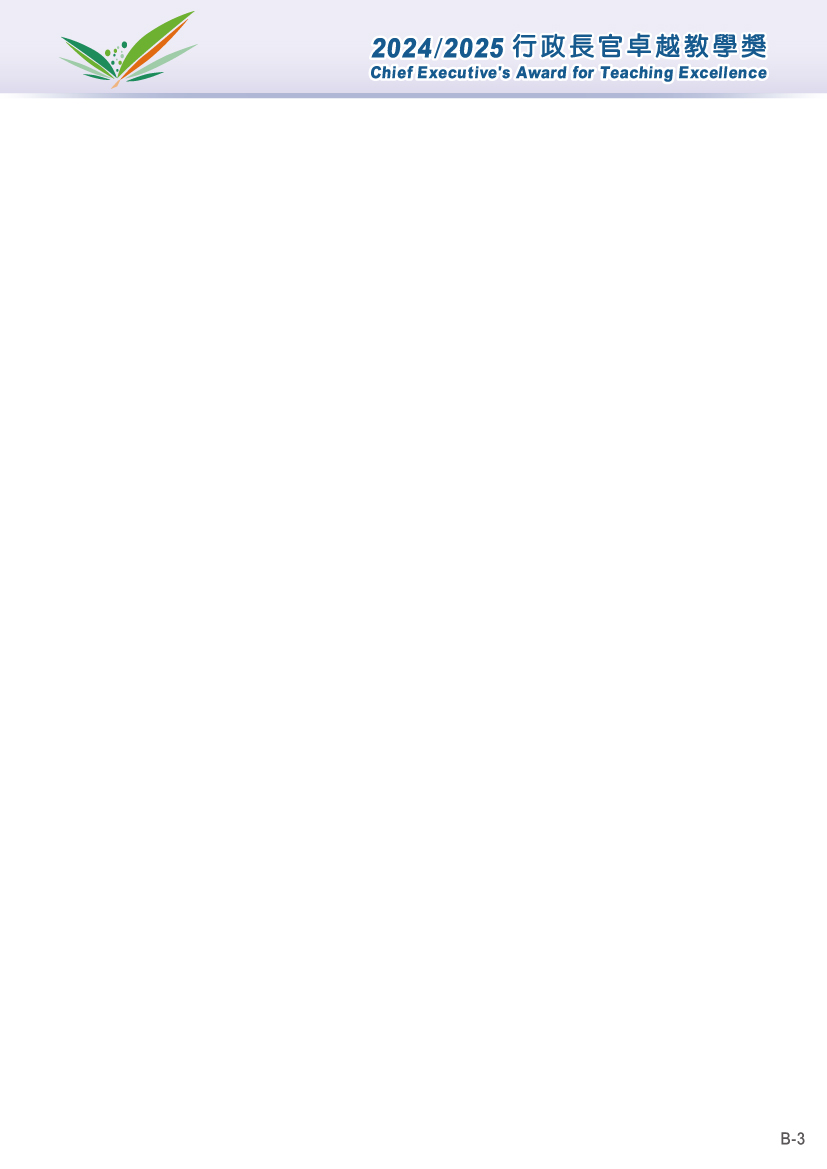 2024/2025 行政長官卓越教學獎
Chief Executive's Award for Teaching Excellence
B-3